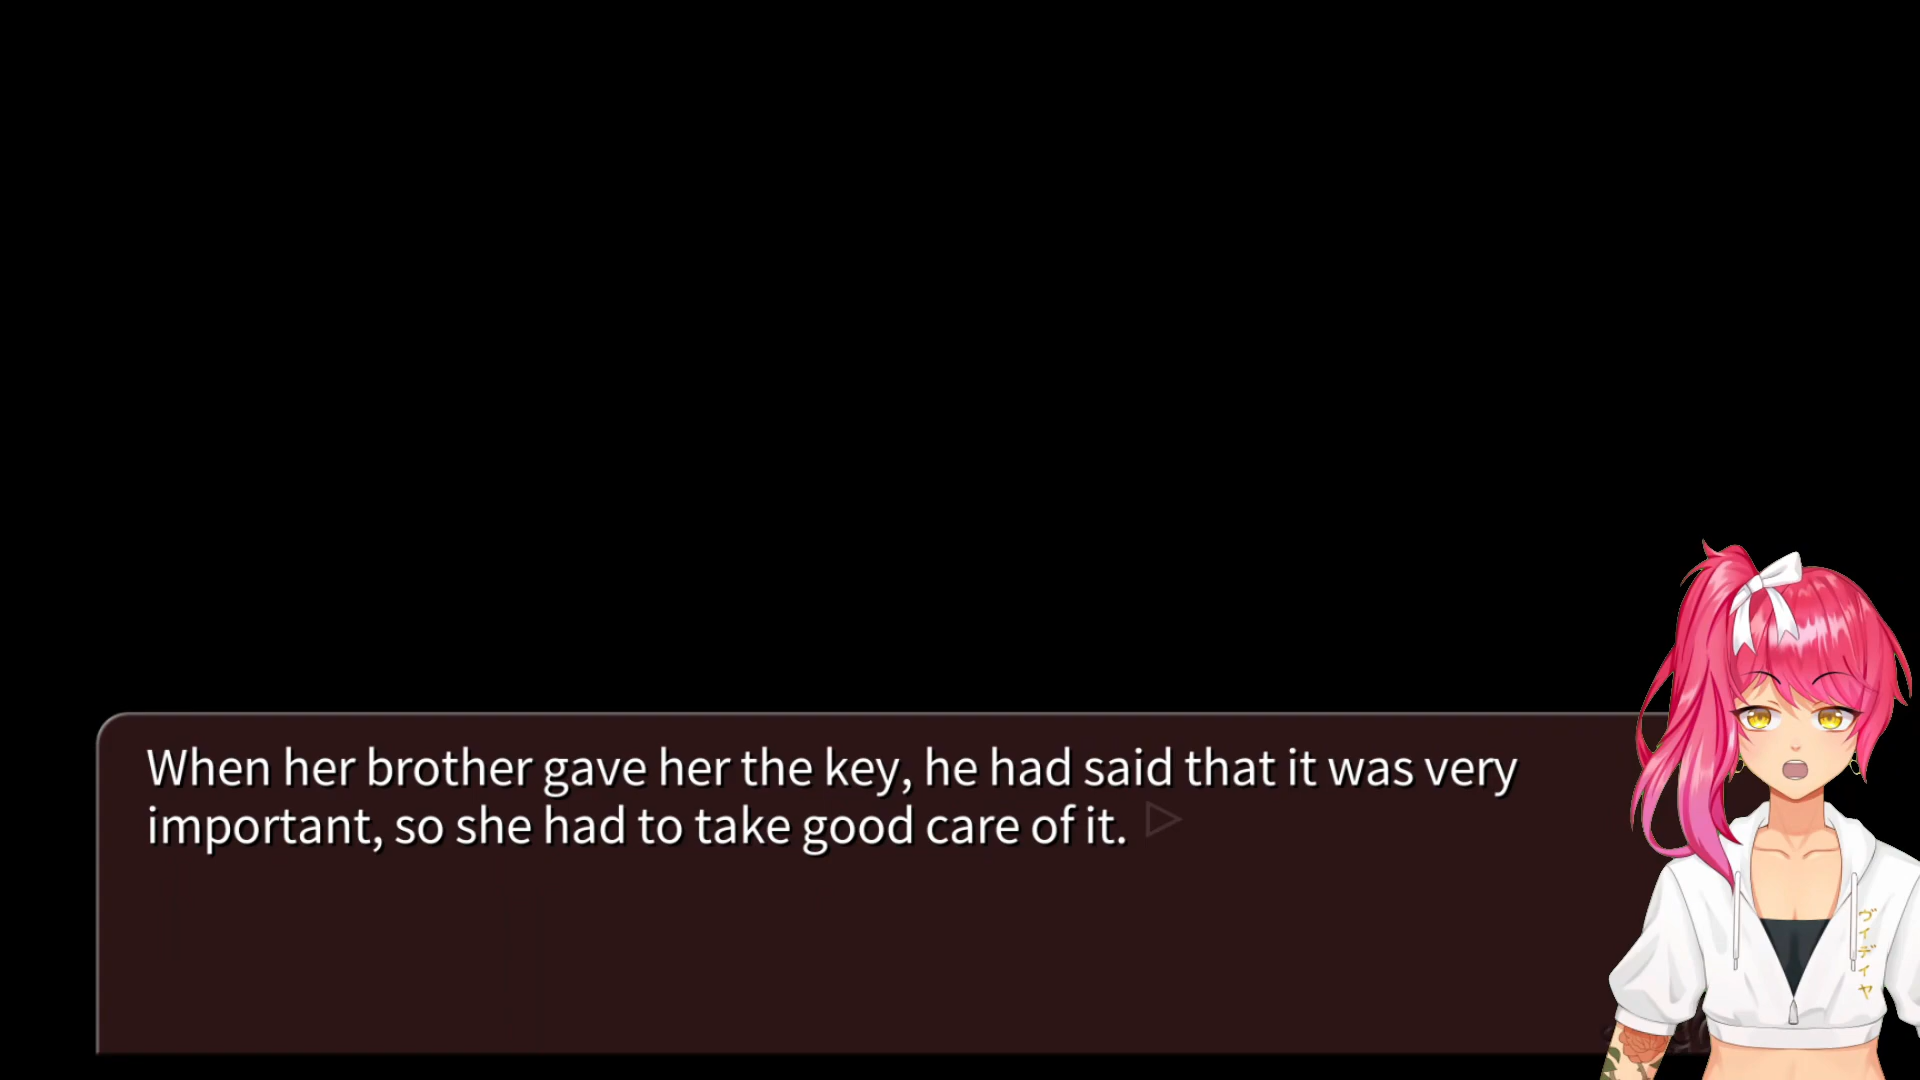 When her brother gave her the key, he had said that it was very
important, so she had to take good care of it.
ヴィディヤ